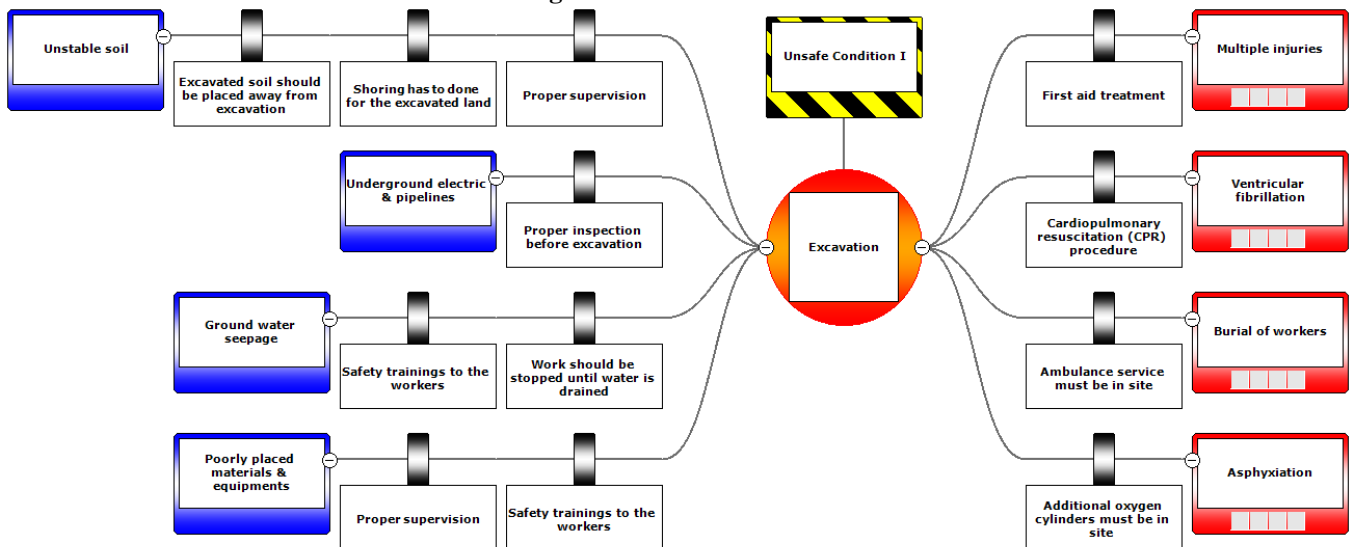 Unstable soil
Excavated soil should
be placed away from
excavation
Shoring has to done
for the excavated land
Proper supervision
Unsafe Condition I
First aid treatment
Multiple injuries
Underground electric
& pipelines
Proper inspection
before excavation
Excavation
Cardiopulmonary
resuscitation (CPR)
procedure
Ventricular
fibrillation
Ground water
seepage
Safety trainings to the
workers
Work should be
stopped until water is
drained
Ambulance service
must be in site
Burial of workers
Poorly placed
materials &
equipments
Proper supervision
Safety trainings to the
workers
Additional oxygen
cylinders must be in
site
Asphyxiation